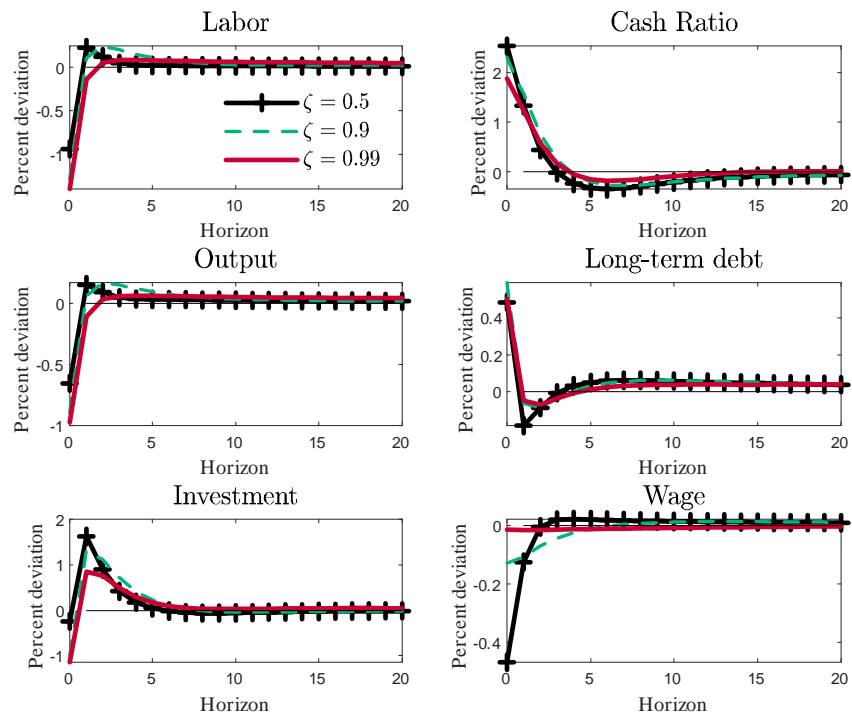 Labor
Percent deviation
0
-0.5
-1
ζ = 0.5
ζ = 0.9
ζ = 0.99
0 5 10 15 20
Horizon
Cash Ratio
Percent deviation
2
1
0
0 5 10 15 20
Horizon
Output
Percent deviation
0
-0.5
-1
0 5 10 15 20
Horizon
Long-term debt
Percent deviation
0.4
0.2
0
0 5 10 15 20
Horizon
Investment
Percent deviation
2
1
0
-1
0 5 10 15 20
Horizon
Wage
Percent deviation
0
-0.2
-0.4
0 5 10 15 20
Horizon